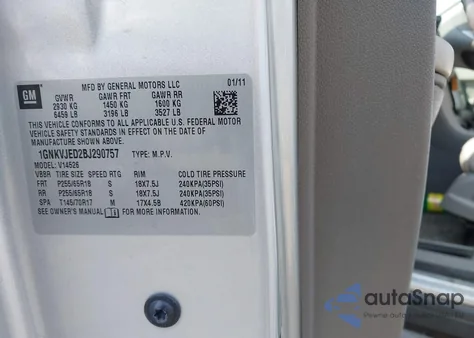 GM
MFD BY GENERAL MOTORS LLC
01/11
GVWR GAWR FRT GAWR RR
2930 KG 1450 KG 1600 KG
6459 LB 3196 LB 3527 LB
THIS VEHICLE CONFORMS TO ALL APPLICABLE U.S. FEDERAL MOTOR
VEHICLE SAFETY STANDARDS IN EFFECT ON THE DATE OF
MANUFACTURE SHOWN ABOVE.
1GNKVJED2BJ290757 TYPE: M.P.V.
MODEL: V14526
VBBR TIRE SIZE SPEED RTG RIM COLD TIRE PRESSURE
FRT P255/65R18 S 18X7.5J 240KPA(35PSI)
RR P255/65R18 S 18X7.5J 240KPA(35PSI)
SPA T145/70R17 M 17X4.5B 420KPA(60PSI)
SEE OWNER'S MANUAL FOR MORE INFORMATION.
autoSnap
Pewne auto